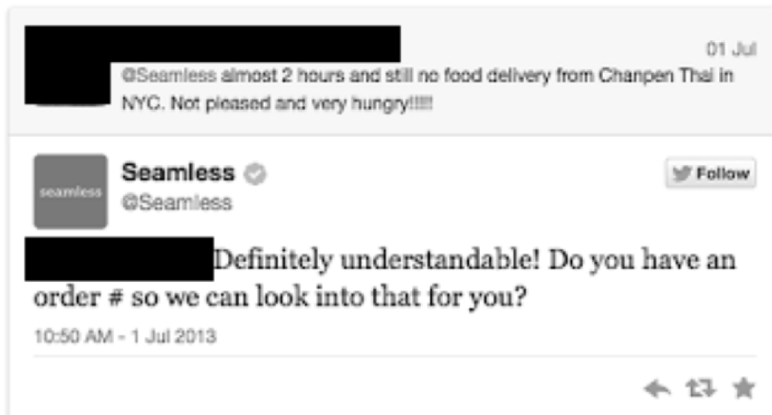 01 Jul
@Seamless almost 2 hours and still no food delivery from Chanpen Thai in
NYC. Not pleased and very hungry!!!!!
seamless
Seamless
@Seamless
Follow
Definitely understandable! Do you have an
order # so we can look into that for you?
10:50 AM - 1 Jul 2013